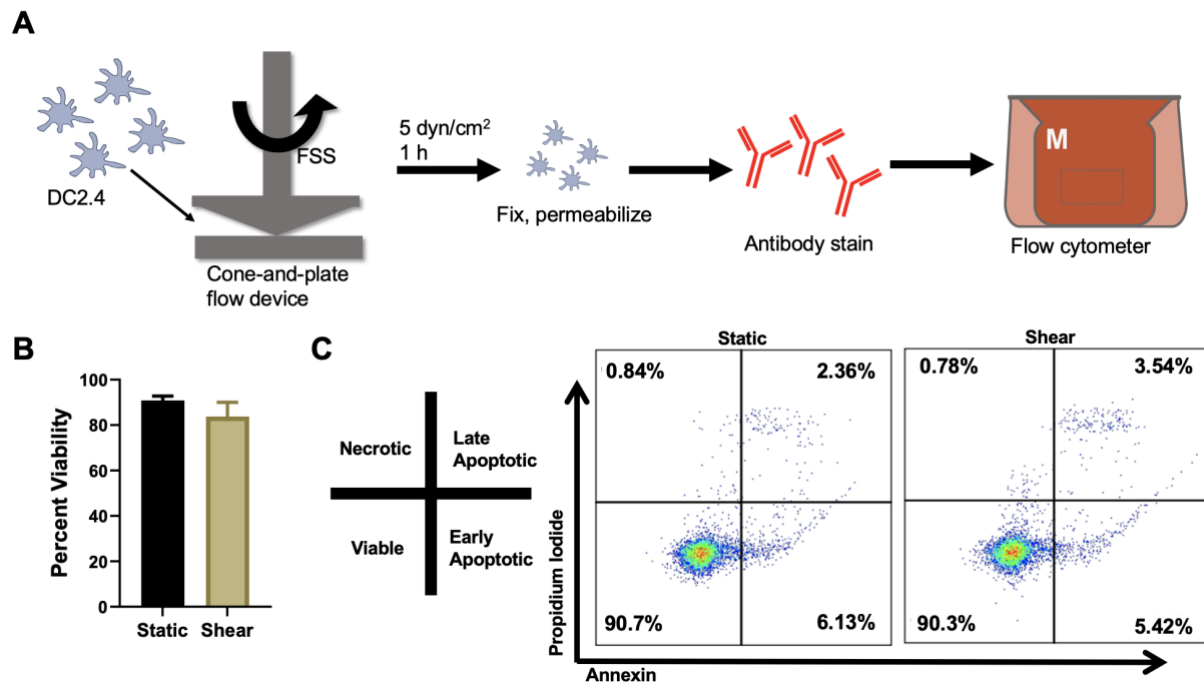 A
DC2.4
FSS
Cone-and-plate
flow device
5 dyn/cm²
1 h
Fix, permeabilize
Antibody stain
M
Flow cytometer
B
Percent Viability
100
80
60
40
20
0
Static
Shear
C
Necrotic
Late
Apoptotic
Viable
Early
Apoptotic
Propidium Iodide
Annexin
Static
0.84%
2.36%
90.7%
6.13%
Shear
0.78%
3.54%
90.3%
5.42%